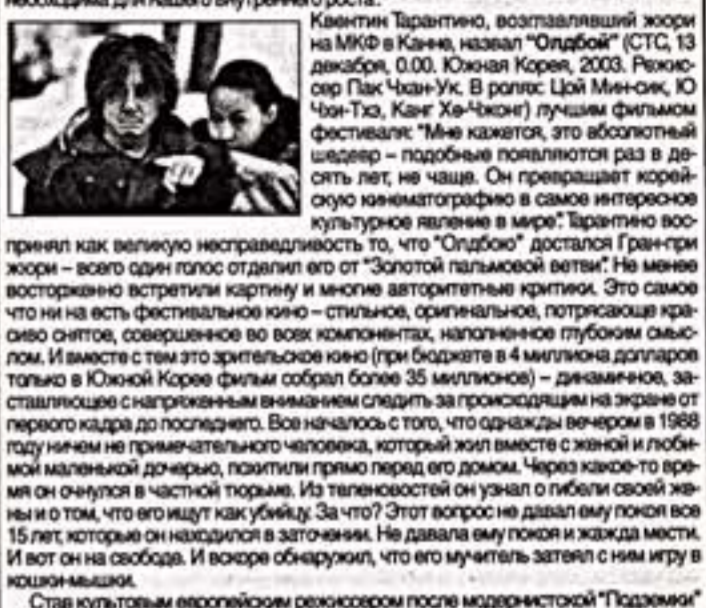 необходима для нашего внутреннего роста.
Квентин Тарантино, возглавлявший жюри
на МКФ в Канне, назвал "Олдбой" (СТС, 13
декабря, 0.00. Южная Корея, 2003. Режис-
сер Пак Чхан-Ук. В ролях: Цой Мин-сик, Ю
Чхи-Тхэ, Канг Хе-Чжонг) лучшим фильмом
фестиваля: "Мне кажется, это абсолютный
шедевр – подобные появляются раз в де-
сять лет, не чаще. Он превращает корей-
скую кинематографию в самое интересное
культурное явление в мире". Тарантино вос-
принял как великую несправедливость то, что "Олдбою" достался Гран-при
жюри – всего один голос отделил его от "Золотой пальмовой ветви". Не менее
восторженно встретили картину и многие авторитетные критики. Это самое
что ни на есть фестивальное кино – стильное, оригинальное, потрясающе кра-
сиво снятое, совершенное во всех компонентах, наполненное глубоким смыс-
лом. И вместе с тем это зрительское кино (при бюджете в 4 миллиона долларов
только в Южной Корее фильм собрал более 35 миллионов) – динамичное, за-
ставляющее с напряженным вниманием следить за происходящим на экране от
первого кадра до последнего. Все началось с того, что однажды вечером в 1988
году ничем не примечательного человека, который жил вместе с женой и люби-
мой маленькой дочерью, похитили прямо перед его домом. Через какое-то вре-
мя он очнулся в частной тюрьме. Из теленовостей он узнал о гибели своей же-
ны и о том, что его ищут как убийцу. За что? Этот вопрос не давал ему покоя все
15 лет, которые он находился в заточении. Не давала ему покоя и жажда мести.
И вот он на свободе. И вскоре обнаружил, что его мучитель затеял с ним игру в
кошки-мышки.
Став культовым европейским режиссером после модернистской "Подземки"